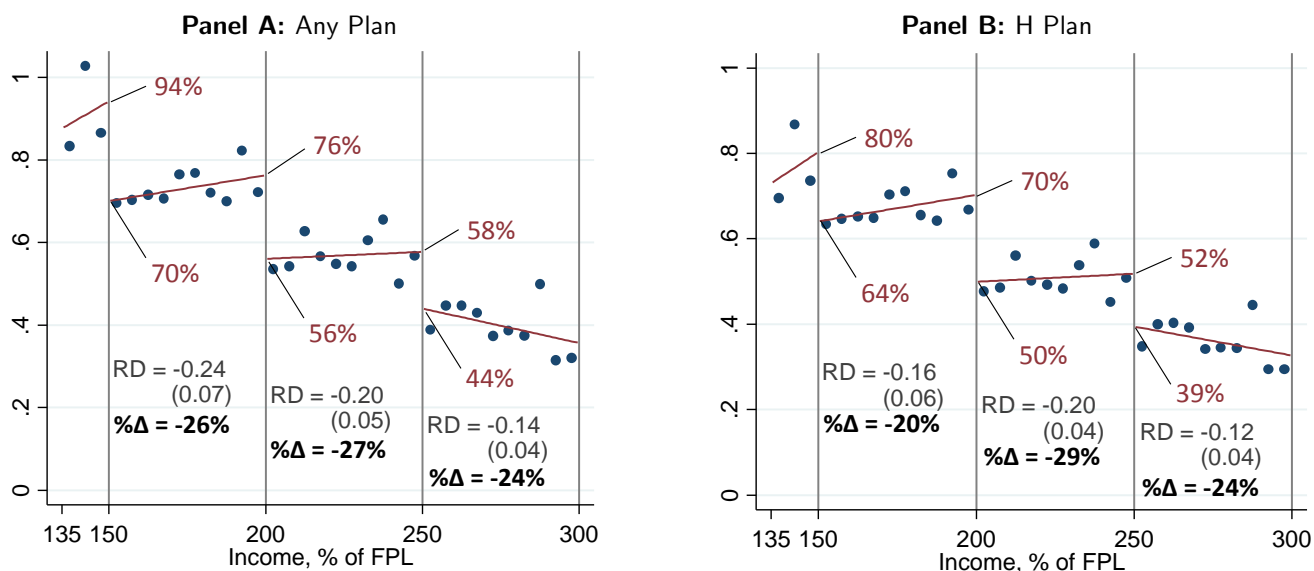 Panel A: Any Plan
1
.8
.6
.4
.2
0
94%
76%
70%
58%
56%
44%
RD = -0.24
(0.07)
%Δ = -26%
RD = -0.20
(0.05)
%Δ = -27%
RD = -0.14
(0.04)
%Δ = -24%
135 150 200 250 300
Income, % of FPL
Panel B: H Plan
1
.8
.6
.4
.2
0
80%
70%
64%
52%
50%
39%
RD = -0.16
(0.06)
%Δ = -20%
RD = -0.20
(0.04)
%Δ = -29%
RD = -0.12
(0.04)
%Δ = -24%
135 150 200 250 300
Income, % of FPL